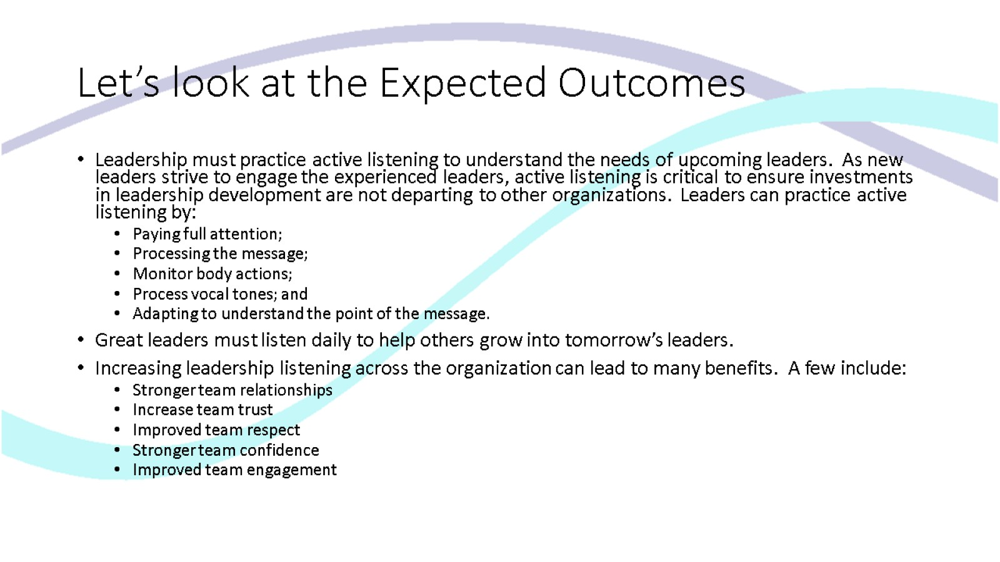 Let’s look at the Expected Outcomes
• Leadership must practice active listening to understand the needs of upcoming leaders.  As new
leaders strive to engage the experienced leaders, active listening is critical to ensure investments
in leadership development are not departing to other organizations.  Leaders can practice active
listening by:
• Paying full attention;
• Processing the message;
• Monitor body actions;
• Process vocal tones; and
• Adapting to understand the point of the message.
• Great leaders must listen daily to help others grow into tomorrow’s leaders.
• Increasing leadership listening across the organization can lead to many benefits.  A few include:
• Stronger team relationships
• Increase team trust
• Improved team respect
• Stronger team confidence
• Improved team engagement